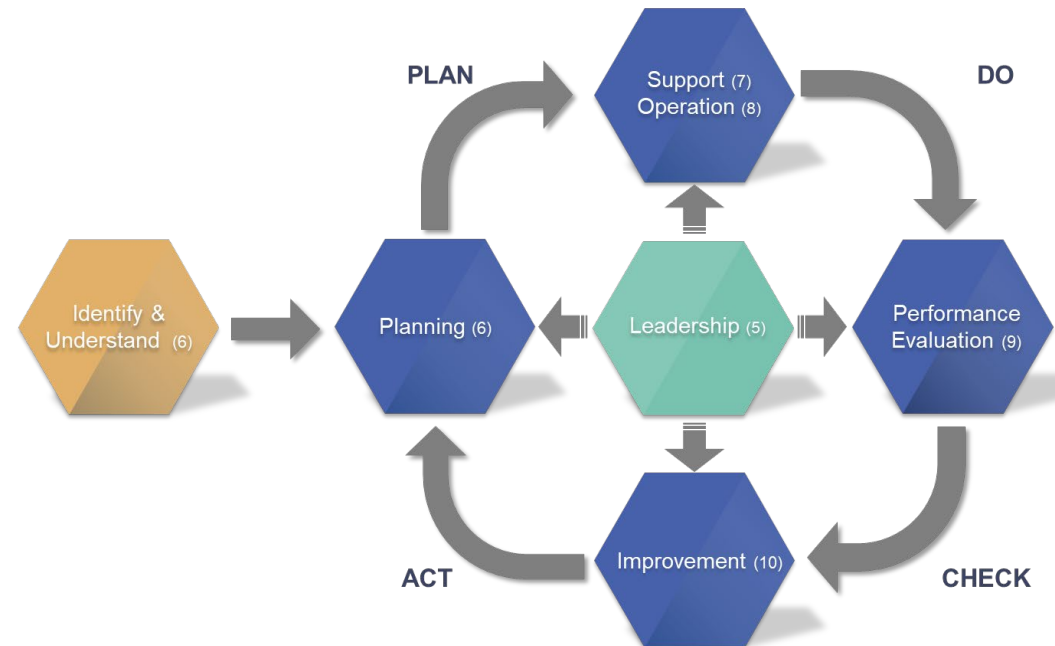 PLAN
Support (7)
Operation (8)
DO
Identify &
Understand (6)
Planning (6)
Leadership (5)
Performance
Evaluation (9)
ACT
Improvement (10)
CHECK